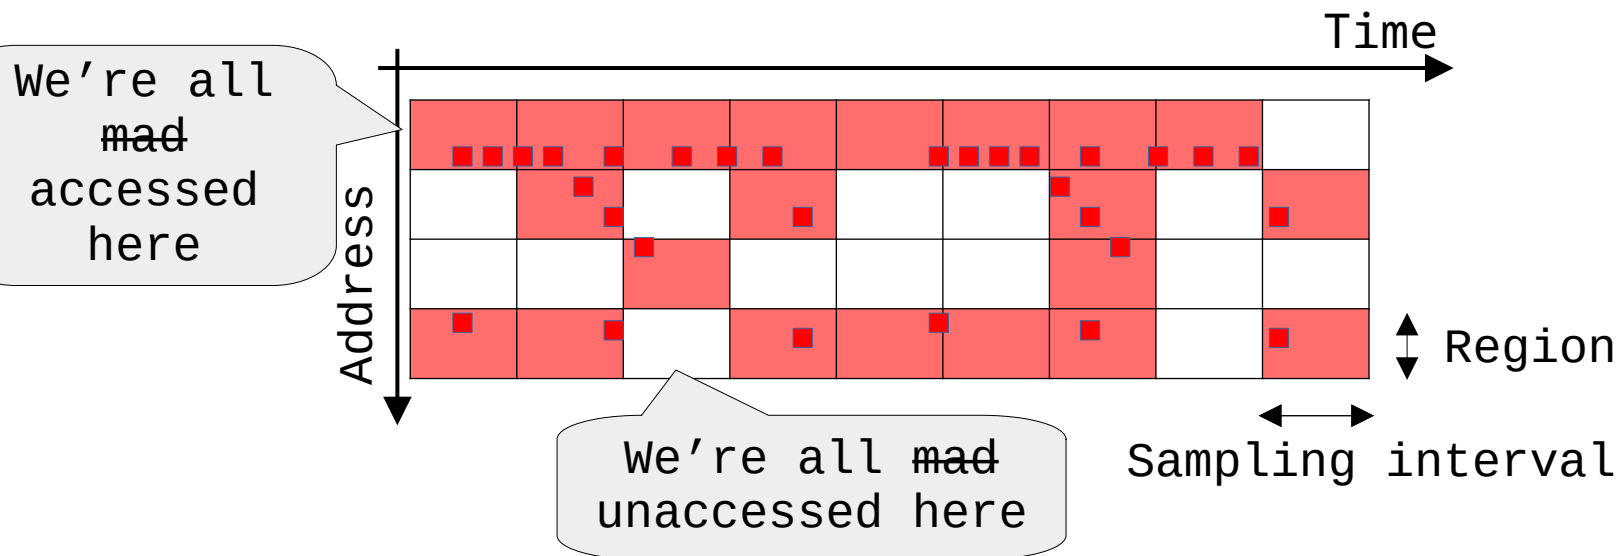 Time
We’re all
mad
accessed
here
Address
Region
Sampling interval
We’re all mad
unaccessed here